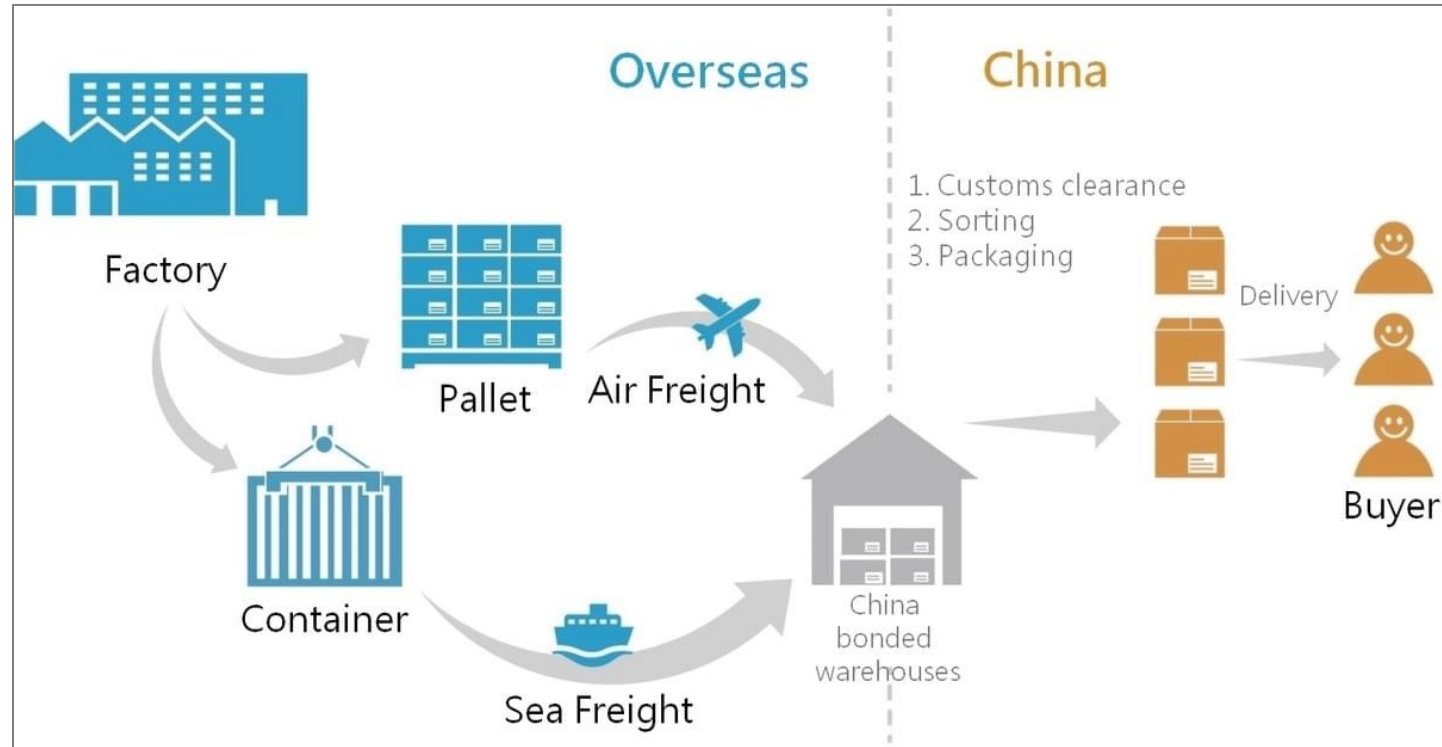 Overseas
China
Factory
1. Customs clearance
2. Sorting
3. Packaging
Pallet
Air Freight
Delivery
Buyer
Container
Sea Freight
China
bonded
warehouses